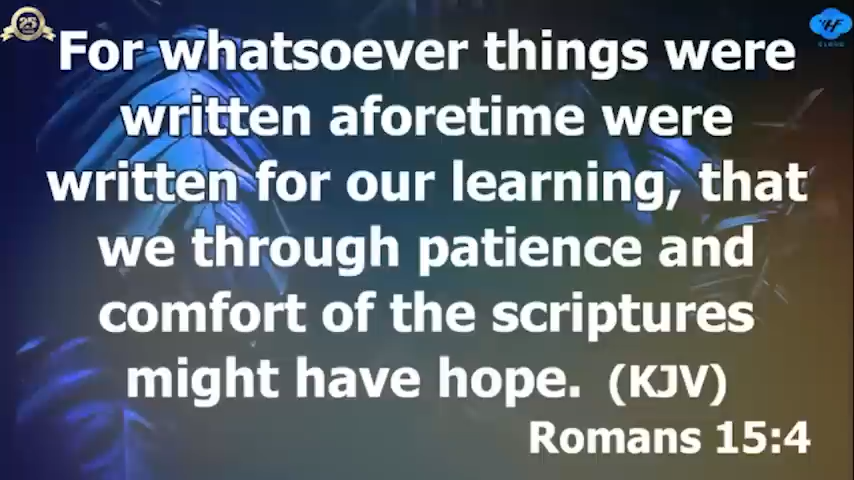 For whatsoever things were
written aforetime were
written for our learning, that
we through patience and
comfort of the scriptures
might have hope. (KJV)
Romans 15:4
25